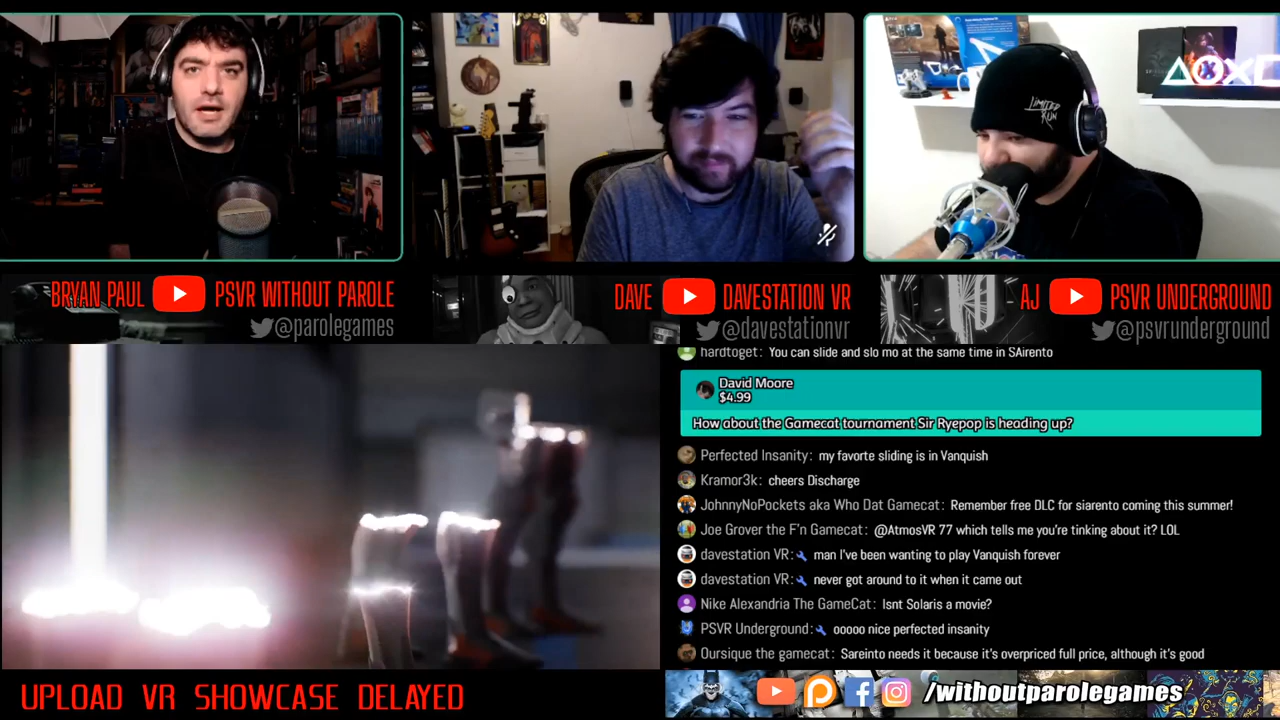 LIMITED
RUN
BRYAN PAUL PSVR WITHOUT PAROLE
@parolegames
DAVE DAVESTATION VR
@davestationvr
AJ PSVR UNDERGROUND
@psvrunderground
hardtoget: You can slide and slo mo at the same time in SAirento
David Moore
$4.99
How about the Gamecat tournament Sir Ryepop is heading up?
Perfected Insanity: my favorte sliding is in Vanquish
Kramor3k: cheers Discharge
JohnnyNoPockets aka Who Dat Gamecat: Remember free DLC for siarento coming this summer!
Joe Grover the F'n Gamecat: @AtmosVR 77 which tells me you're tinking about it? LOL
davestation VR: man I've been wanting to play Vanquish forever
davestation VR: never got around to it when it came out
Nike Alexandria The GameCat: Isnt Solaris a movie?
PSVR Underground: ooooo nice perfected insanity
Oursique the gamecat: Sareinto needs it because it's overpriced full price, although it's good
UPLOAD VR SHOWCASE DELAYED
/withoutparolegames